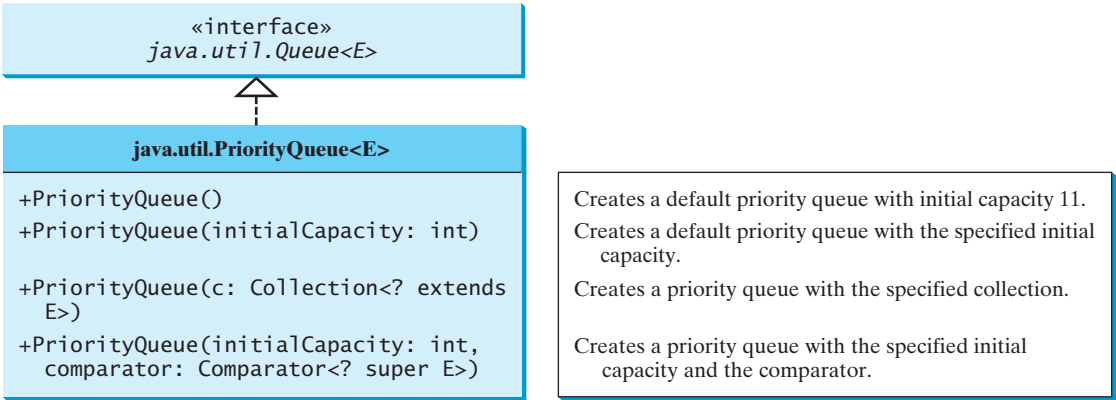 «interface»
java.util.Queue<E>
java.util.PriorityQueue<E>
+PriorityQueue()
+PriorityQueue(initialCapacity: int)
+PriorityQueue(c: Collection<? extends
E>)
+PriorityQueue(initialCapacity: int,
comparator: Comparator<? super E>)
Creates a default priority queue with initial capacity 11.
Creates a default priority queue with the specified initial
capacity.
Creates a priority queue with the specified collection.
Creates a priority queue with the specified initial
capacity and the comparator.